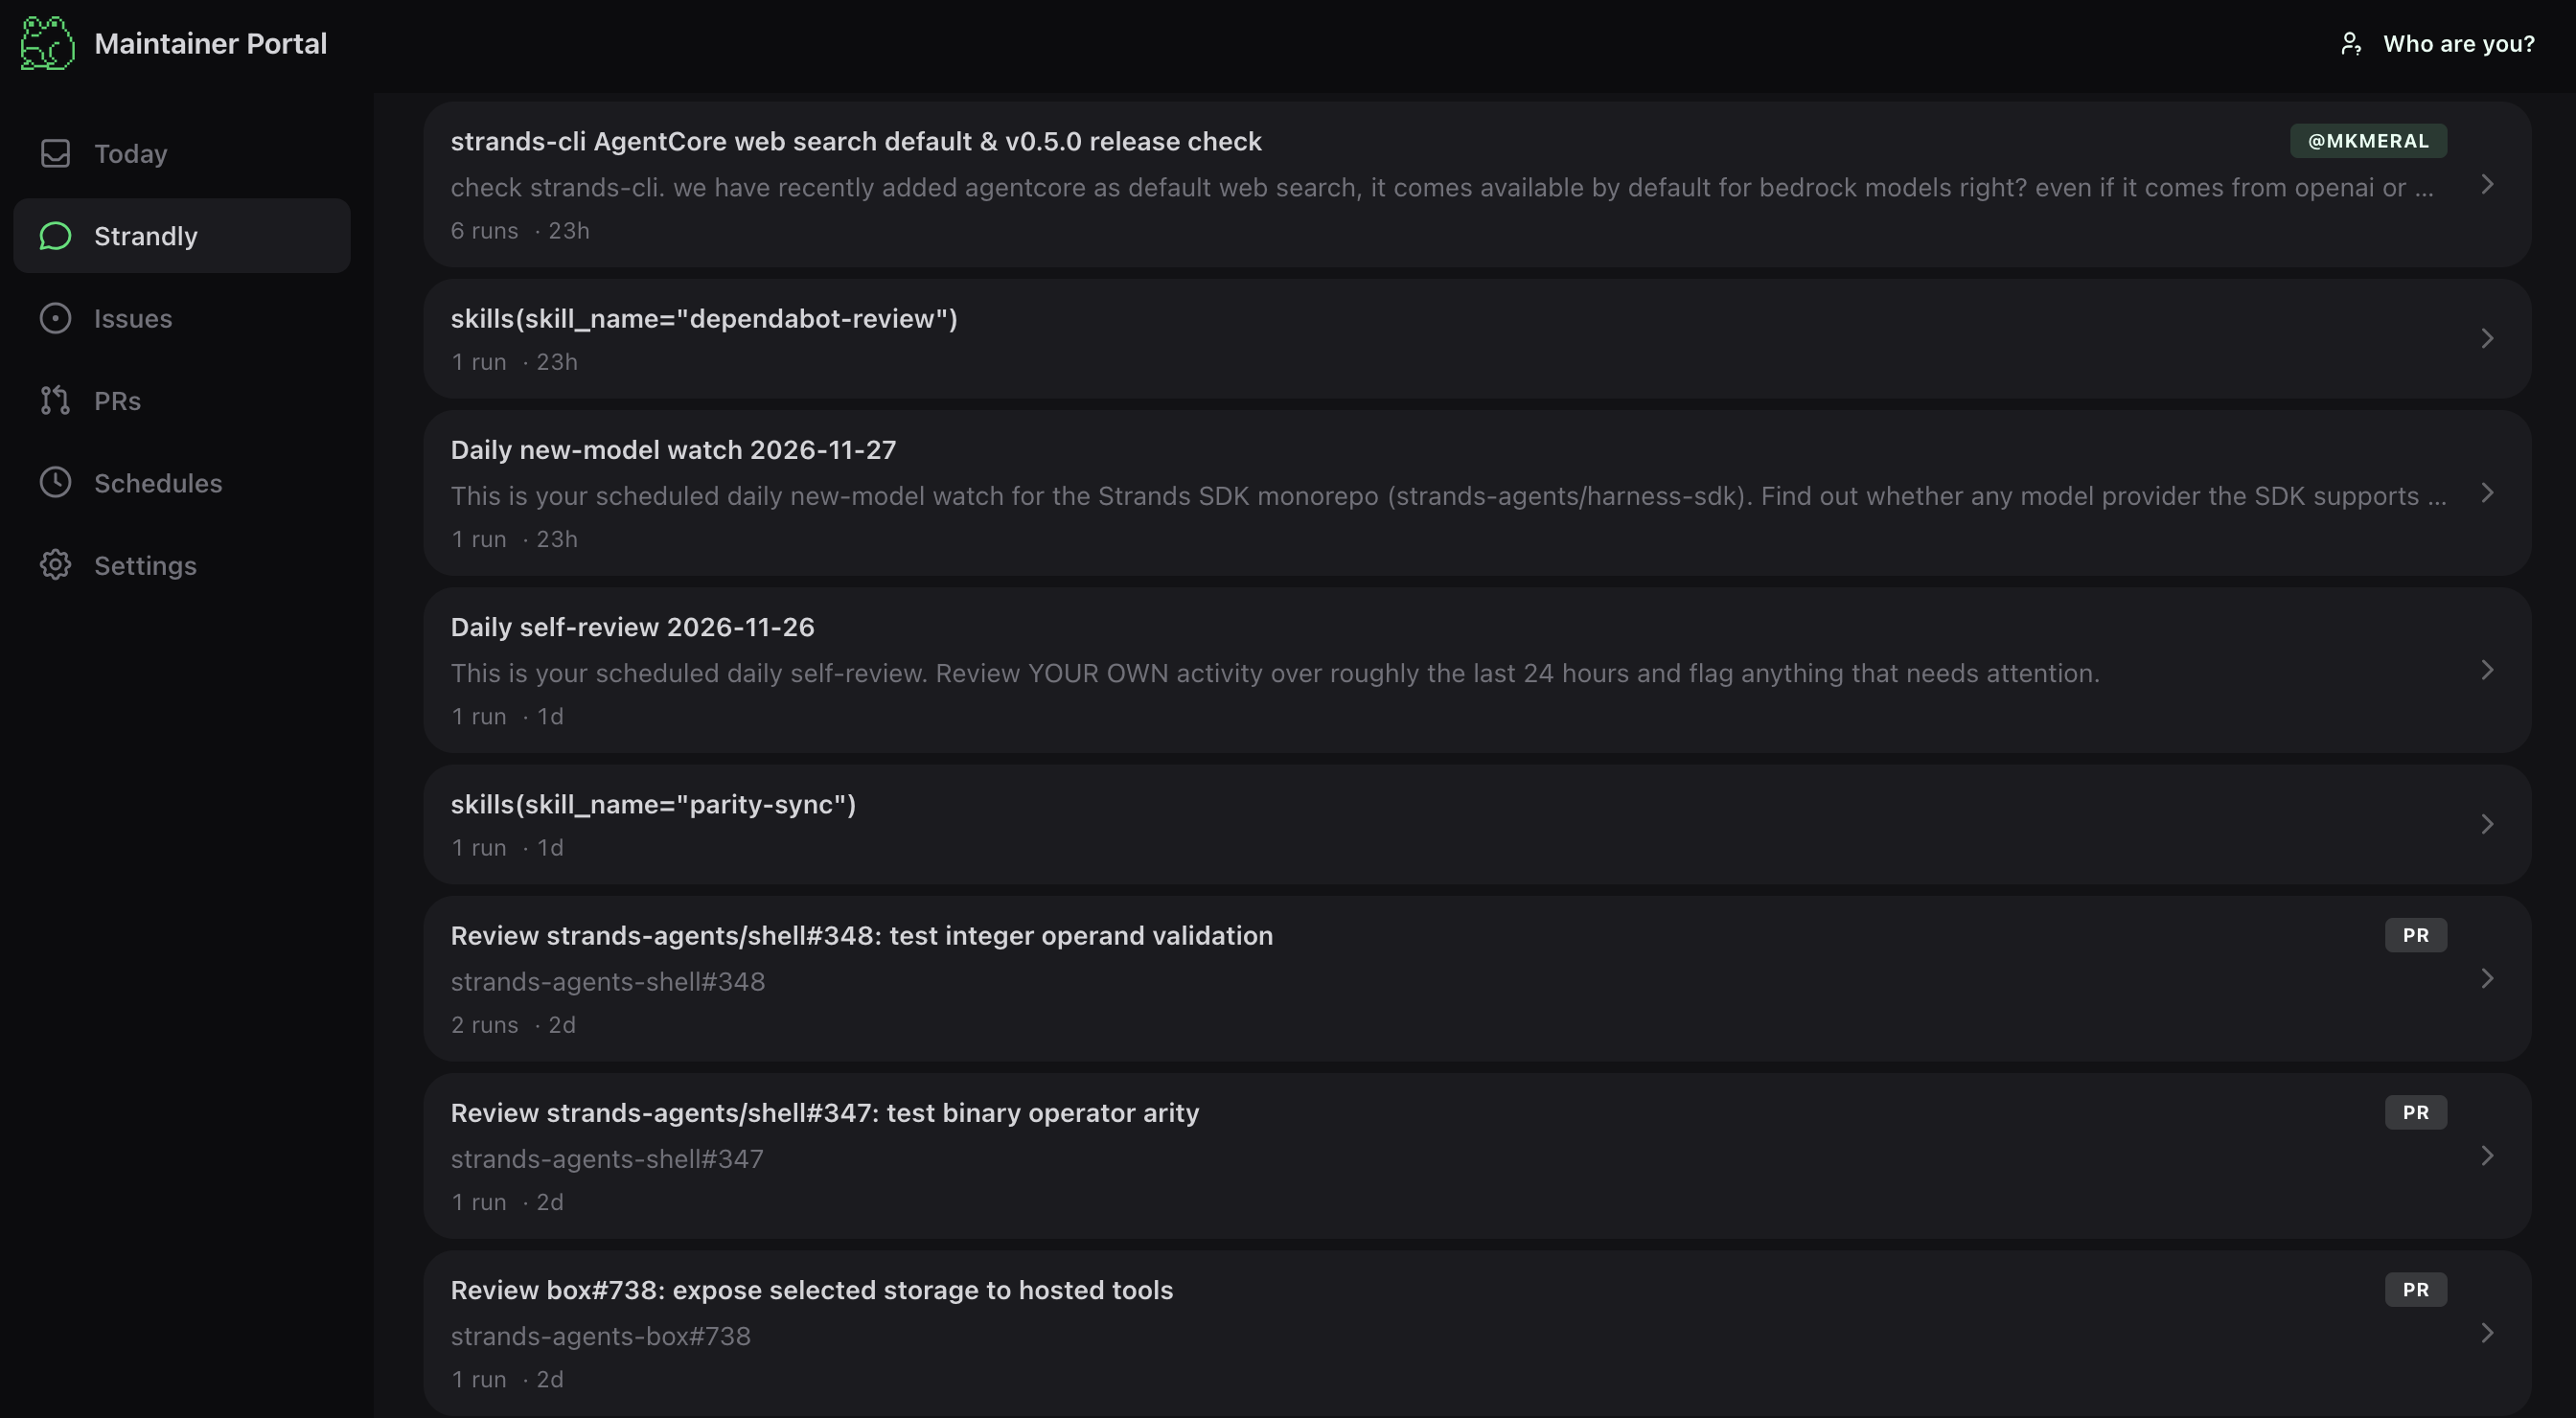 Maintainer Portal
Who are you?
Today
Strandly
Issues
PRs
Schedules
Settings
strands-cli AgentCore web search default & v0.5.0 release check
@MKMERAL
check strands-cli. we have recently added agentcore as default web search, it comes available by default for bedrock models right? even if it comes from openai or ...
6 runs · 23h
skills(skill_name="dependabot-review")
1 run · 23h
Daily new-model watch 2026-11-27
This is your scheduled daily new-model watch for the Strands SDK monorepo (strands-agents/harness-sdk). Find out whether any model provider the SDK supports ...
1 run · 23h
Daily self-review 2026-11-26
This is your scheduled daily self-review. Review YOUR OWN activity over roughly the last 24 hours and flag anything that needs attention.
1 run · 1d
skills(skill_name="parity-sync")
1 run · 1d
Review strands-agents/shell#348: test integer operand validation
PR
strands-agents-shell#348
2 runs · 2d
Review strands-agents/shell#347: test binary operator arity
PR
strands-agents-shell#347
1 run · 2d
Review box#738: expose selected storage to hosted tools
PR
strands-agents-box#738
1 run · 2d